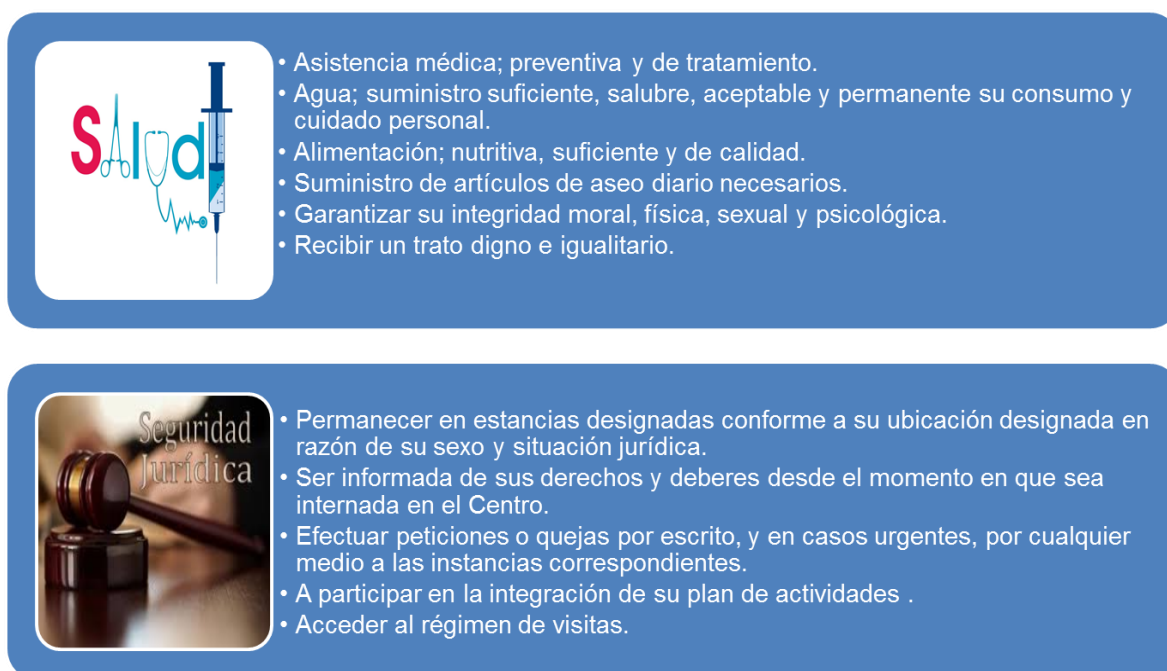 Salud
• Asistencia médica; preventiva y de tratamiento.
• Agua; suministro suficiente, salubre, aceptable y permanente su consumo y
cuidado personal.
• Alimentación; nutritiva, suficiente y de calidad.
• Suministro de artículos de aseo diario necesarios.
• Garantizar su integridad moral, física, sexual y psicológica.
• Recibir un trato digno e igualitario.
Seguridad
Jurídica
• Permanecer en estancias designadas conforme a su ubicación designada en
razón de su sexo y situación jurídica.
• Ser informada de sus derechos y deberes desde el momento en que sea
internada en el Centro.
• Efectuar peticiones o quejas por escrito, y en casos urgentes, por cualquier
medio a las instancias correspondientes.
• A participar en la integración de su plan de actividades .
• Acceder al régimen de visitas.